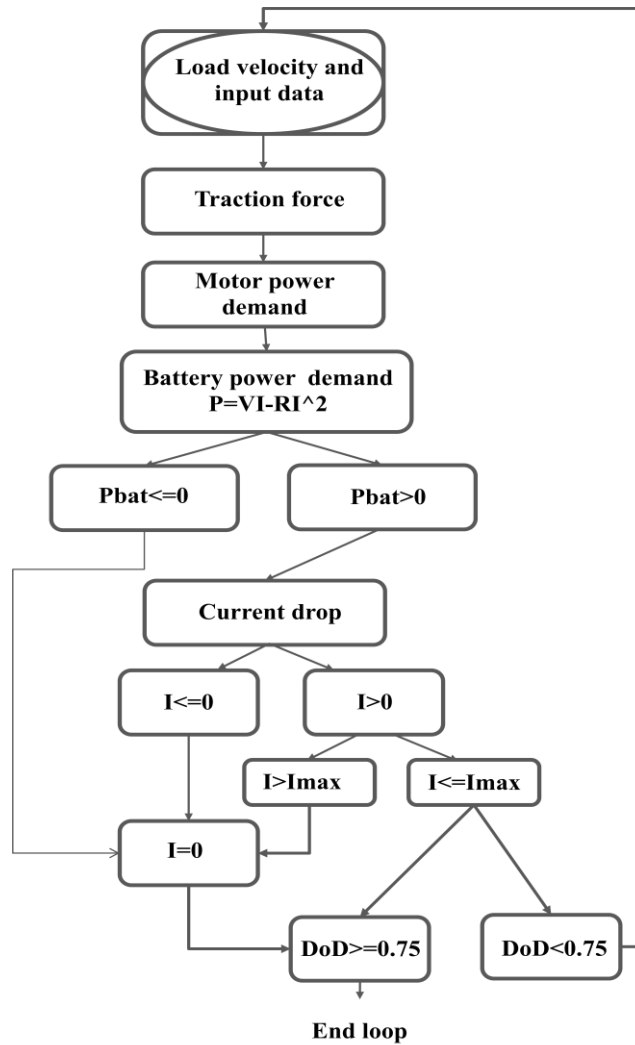 Load velocity and
input data
Traction force
Motor power
demand
Battery power demand
P=VI-RI^2
Pbat<=0
Pbat>0
Current drop
I<=0
I>0
I>Imax
I<=Imax
I=0
DoD>=0.75
DoD<0.75
End loop